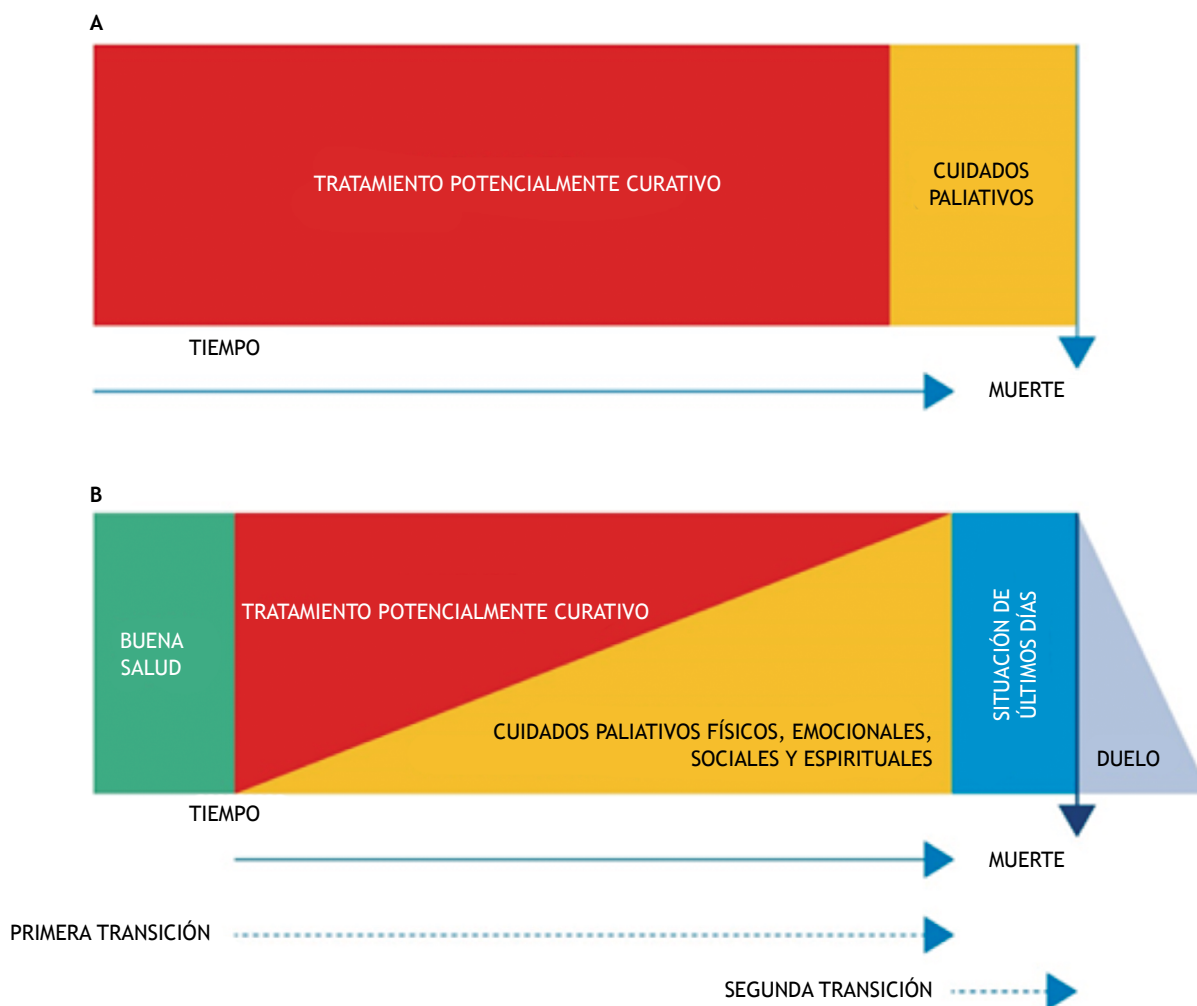 A
TRATAMIENTO POTENCIALMENTE CURATIVO
CUIDADOS
PALIATIVOS
TIEMPO
MUERTE
B
BUENA
SALUD
TRATAMIENTO POTENCIALMENTE CURATIVO
CUIDADOS PALIATIVOS FÍSICOS, EMOCIONALES,
SOCIALES Y ESPIRITUALES
SITUACIÓN DE
ÚLTIMOS DÍAS
DUELO
TIEMPO
MUERTE
PRIMERA TRANSICIÓN
SEGUNDA TRANSICIÓN